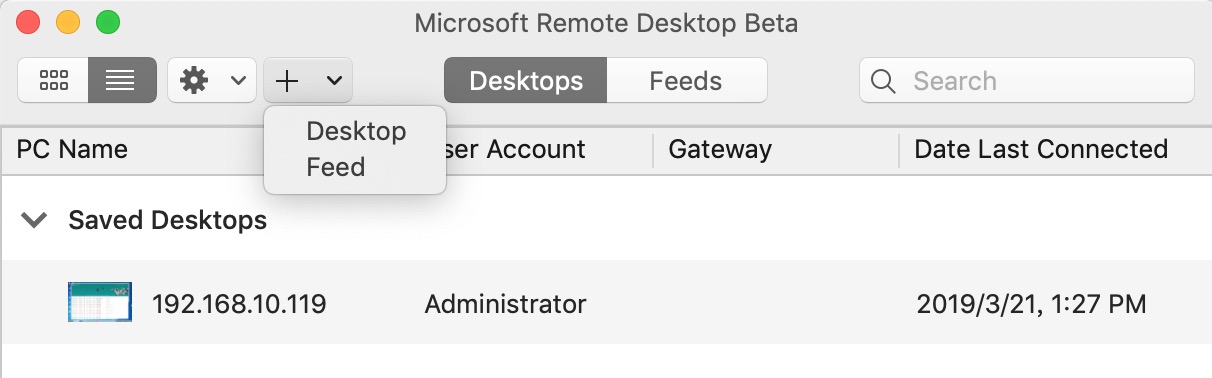 Microsoft Remote Desktop Beta
Desktops Feeds Search
Desktop
PC Name ser Account Gateway Date Last Connected
Feed
Saved Desktops
192.168.10.119 Administrator 2019/3/21, 1:27 PM